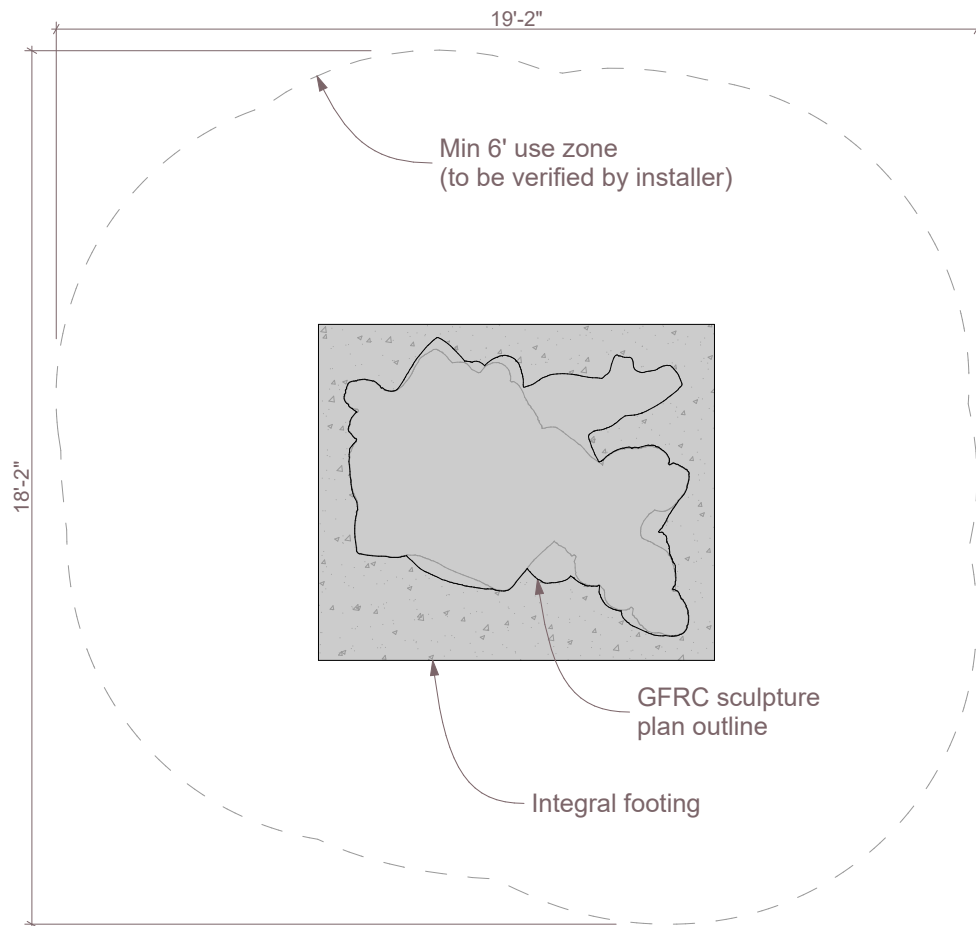 19'-2"
Min 6' use zone
(to be verified by installer)
18'-2"
GFRC sculpture
plan outline
Integral footing